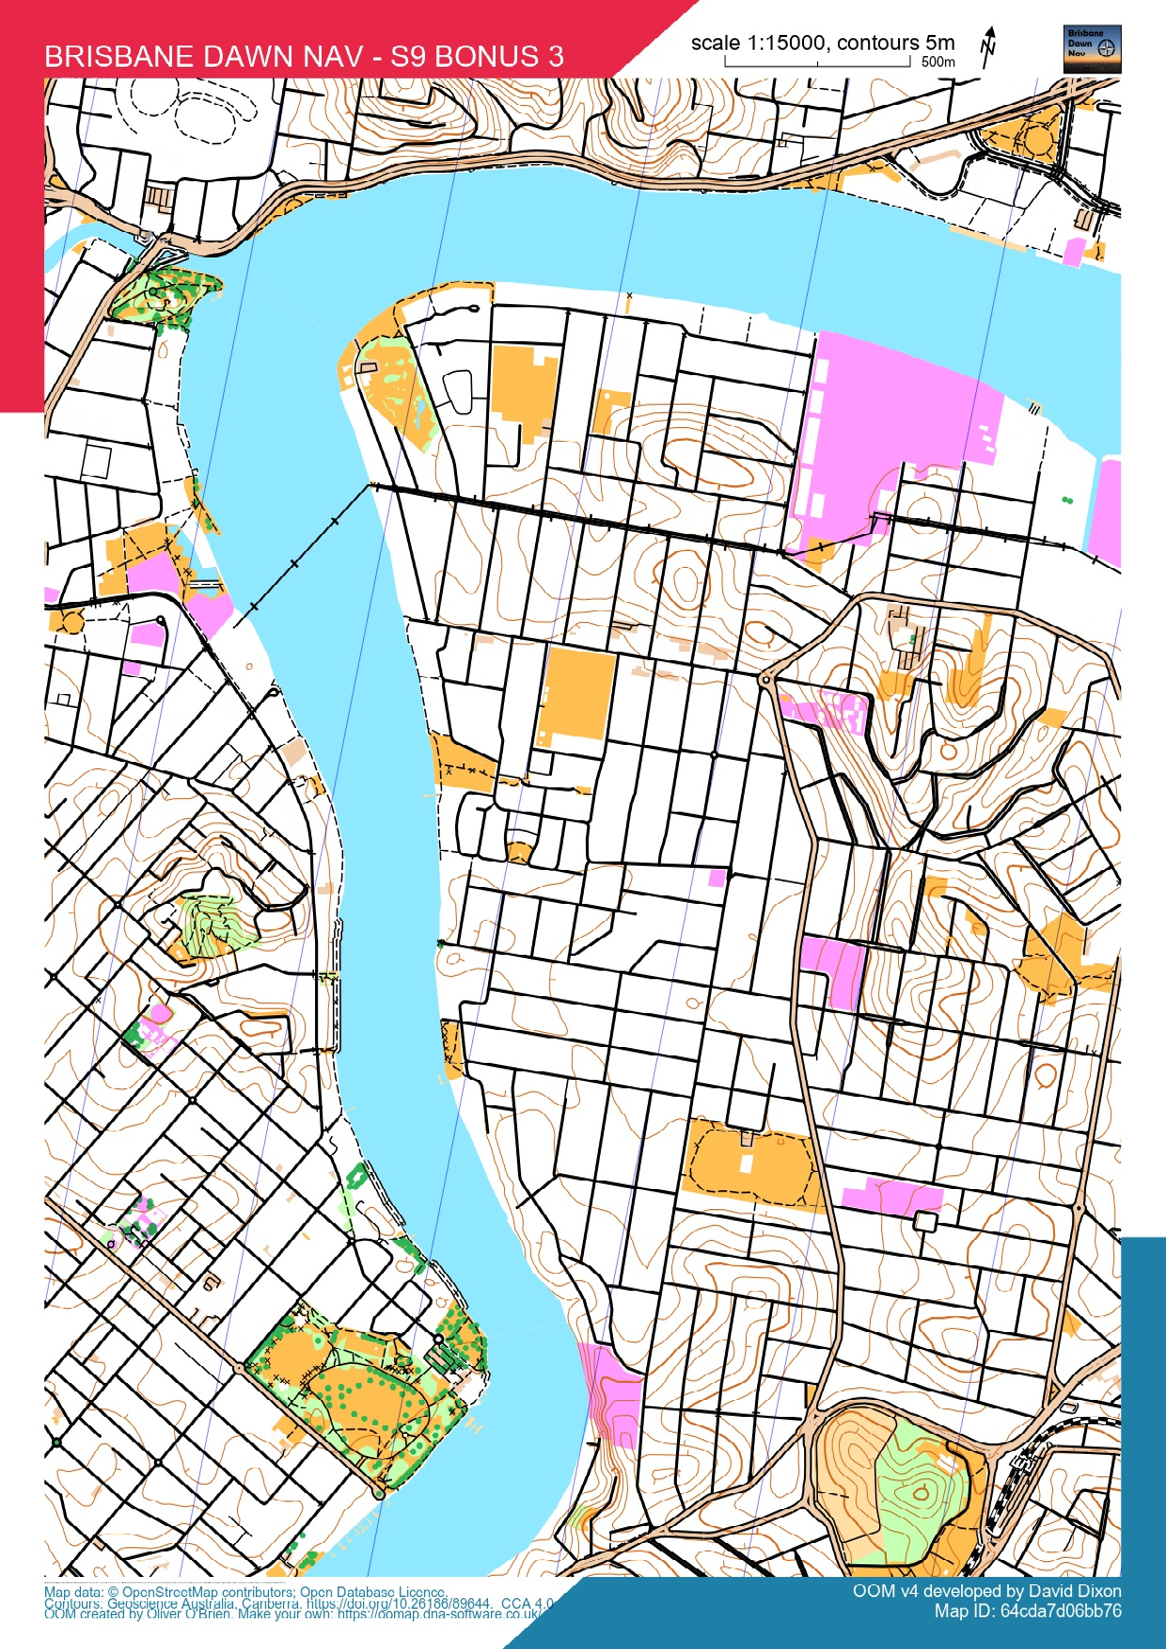 BRISBANE DAWN NAV - S9 BONUS 3
scale 1:15000, contours 5m
500m
N
Brisbane
Dawn
Nav
Map data: © OpenStreetMap contributors; Open Database Licence.
Contours: Geoscience Australia, Canberra. https://doi.org/10.26186/89644. CCA 4.0
OOM created by Oliver O'Brien. Make your own: https://oomap.dna-software.co.uk/
OOM v4 developed by David Dixon
Map ID: 64cda7d06bb76